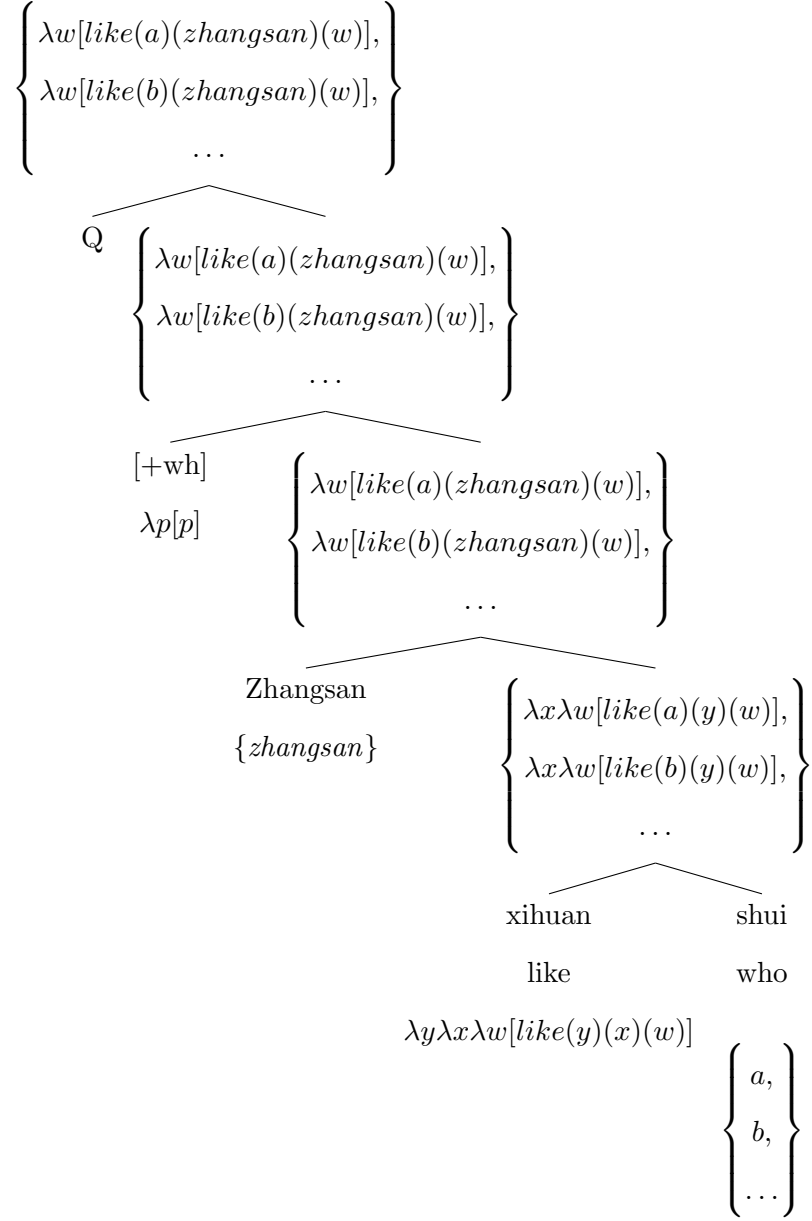 λw[like(a)(zhangsan)(w)],
λw[like(b)(zhangsan)(w)],
...
Q
λw[like(a)(zhangsan)(w)],
λw[like(b)(zhangsan)(w)],
...
[+wh]
λp[p]
λw[like(a)(zhangsan)(w)],
λw[like(b)(zhangsan)(w)],
...
Zhangsan
{zhangsan}
λxλw[like(a)(y)(w)],
λxλw[like(b)(y)(w)],
...
xihuan
like
λyλxλw[like(y)(x)(w)]
shui
who
a,
b,
...